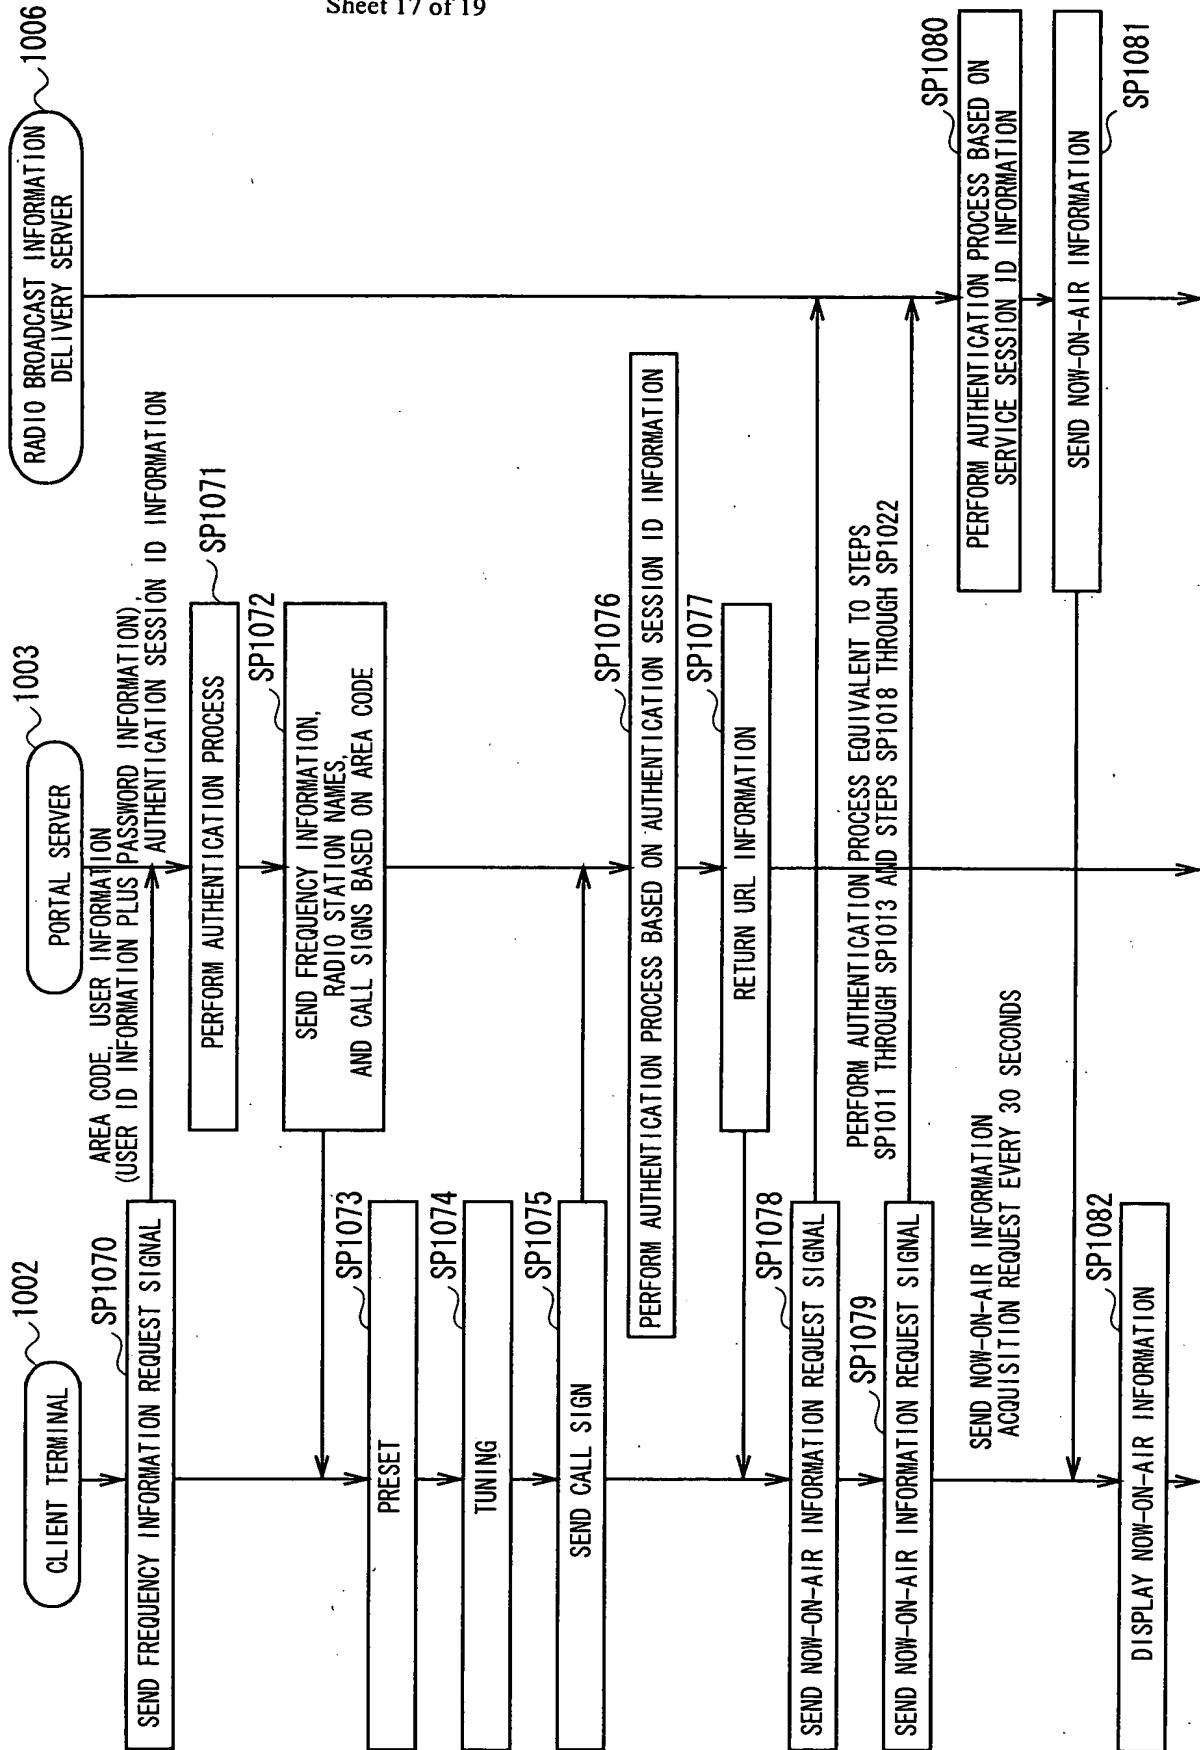 Sheet 17 of 19
CLIENT TERMINAL
1002
PORTAL SERVER
1003
RADIO BROADCAST INFORMATION
DELIVERY SERVER
1006
SP1070
SEND FREQUENCY INFORMATION REQUEST SIGNAL
AREA CODE, USER INFORMATION
(USER ID INFORMATION PLUS PASSWORD INFORMATION),
AUTHENTICATION SESSION ID INFORMATION
SP1071
PERFORM AUTHENTICATION PROCESS
SP1072
SEND FREQUENCY INFORMATION,
RADIO STATION NAMES,
AND CALL SIGNS BASED ON AREA CODE
SP1073
PRESET
SP1074
TUNING
SP1075
SEND CALL SIGN
SP1076
PERFORM AUTHENTICATION PROCESS BASED ON AUTHENTICATION SESSION ID INFORMATION
SP1077
RETURN URL INFORMATION
SP1078
SEND NOW-ON-AIR INFORMATION REQUEST SIGNAL
PERFORM AUTHENTICATION PROCESS EQUIVALENT TO STEPS
SP1011 THROUGH SP1013 AND STEPS SP1018 THROUGH SP1022
SP1079
SEND NOW-ON-AIR INFORMATION REQUEST SIGNAL
SEND NOW-ON-AIR INFORMATION
ACQUISITION REQUEST EVERY 30 SECONDS
SP1080
PERFORM AUTHENTICATION PROCESS BASED ON
SERVICE SESSION ID INFORMATION
SEND NOW-ON-AIR INFORMATION
SP1081
SP1082
DISPLAY NOW-ON-AIR INFORMATION